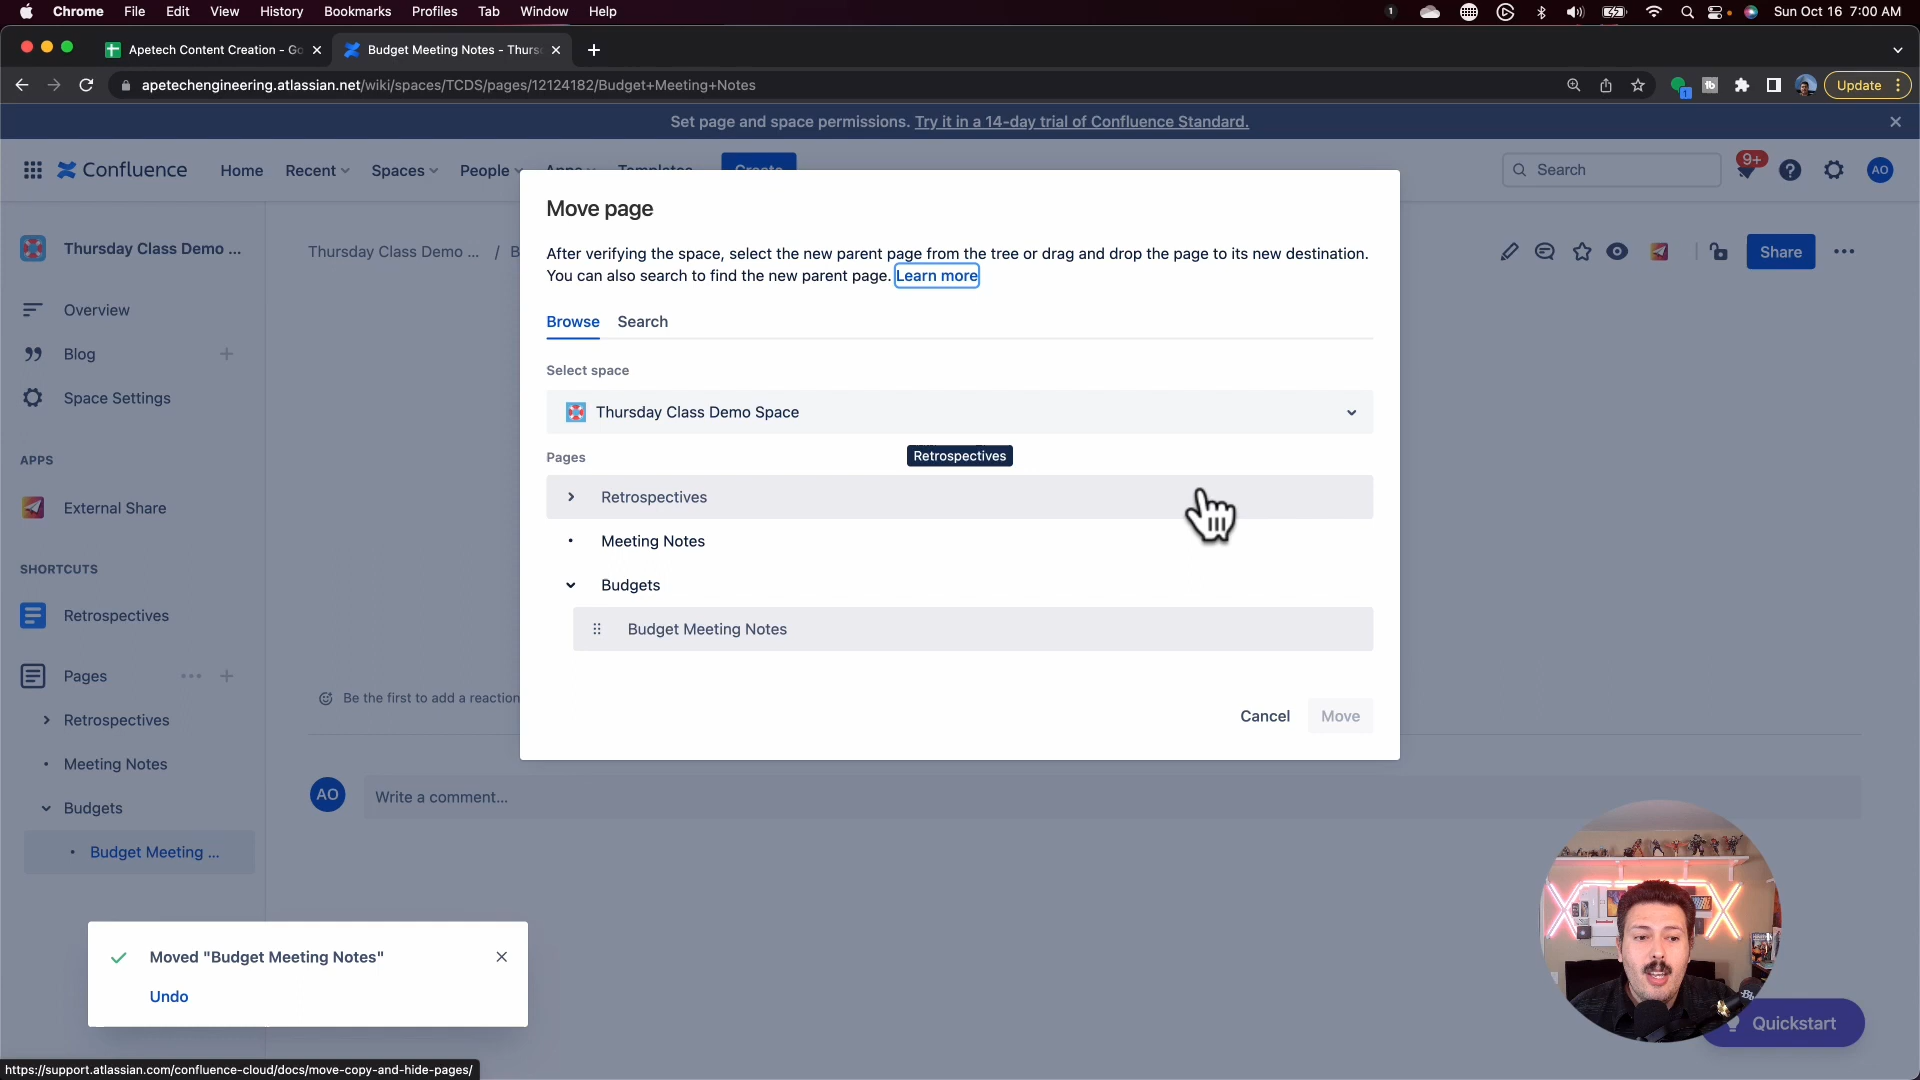 Chrome File Edit View History Bookmarks Profiles Tab Window Help
1
Sun Oct 16 7:00 AM
Apetech Content Creation - Go
Budget Meeting Notes - Thurs
apetechengineering.atlassian.net/wiki/spaces/TCDS/pages/12124182/Budget+Meeting+Notes
1
tb
Update
Set page and space permissions. Try it in a 14-day trial of Confluence Standard.
Confluence Home Recent Spaces People Apps Templates Create
Search
9+
AO
Thursday Class Demo ...
Overview
Blog
Space Settings
APPS
External Share
SHORTCUTS
Retrospectives
Pages
Retrospectives
Meeting Notes
Budgets
Budget Meeting ...
Thursday Class Demo ... / B
Share
Move page
After verifying the space, select the new parent page from the tree or drag and drop the page to its new destination.
You can also search to find the new parent page. Learn more
Browse Search
Select space
Thursday Class Demo Space
Pages
Retrospectives
Retrospectives
Meeting Notes
Budgets
Budget Meeting Notes
Cancel Move
Be the first to add a reaction
AO
Write a comment...
Moved "Budget Meeting Notes"
Undo
Quickstart
https://support.atlassian.com/confluence-cloud/docs/move-copy-and-hide-pages/